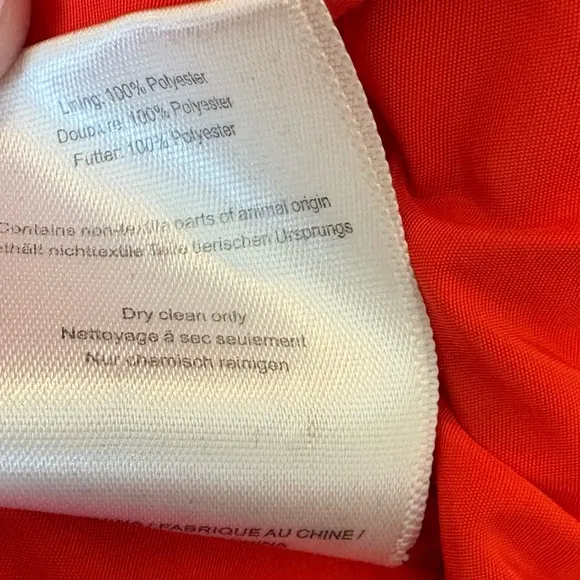 Lining: 100% Polyester
Doublure: 100% Polyester
Futter: 100% Polyester
Contains non-textile parts of animal origin
nthält nichttextile Teile tierischen Ursprungs
Dry clean only
Nettoyage à sec seulement
Nur chemisch reinigen
/ FABRIQUE AU CHINE /